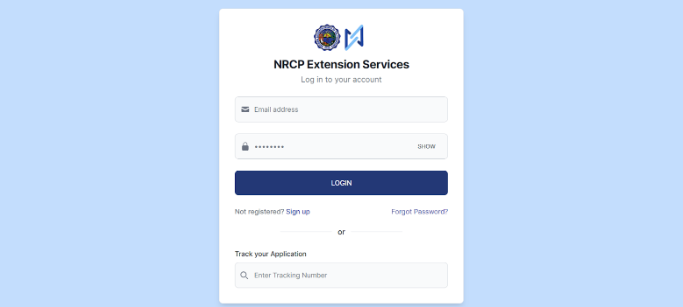 NRCP Extension Services
Log in to your account
Email address
•••••••• SHOW
LOGIN
Not registered? Sign up Forgot Password?
or
Track your Application
Enter Tracking Number